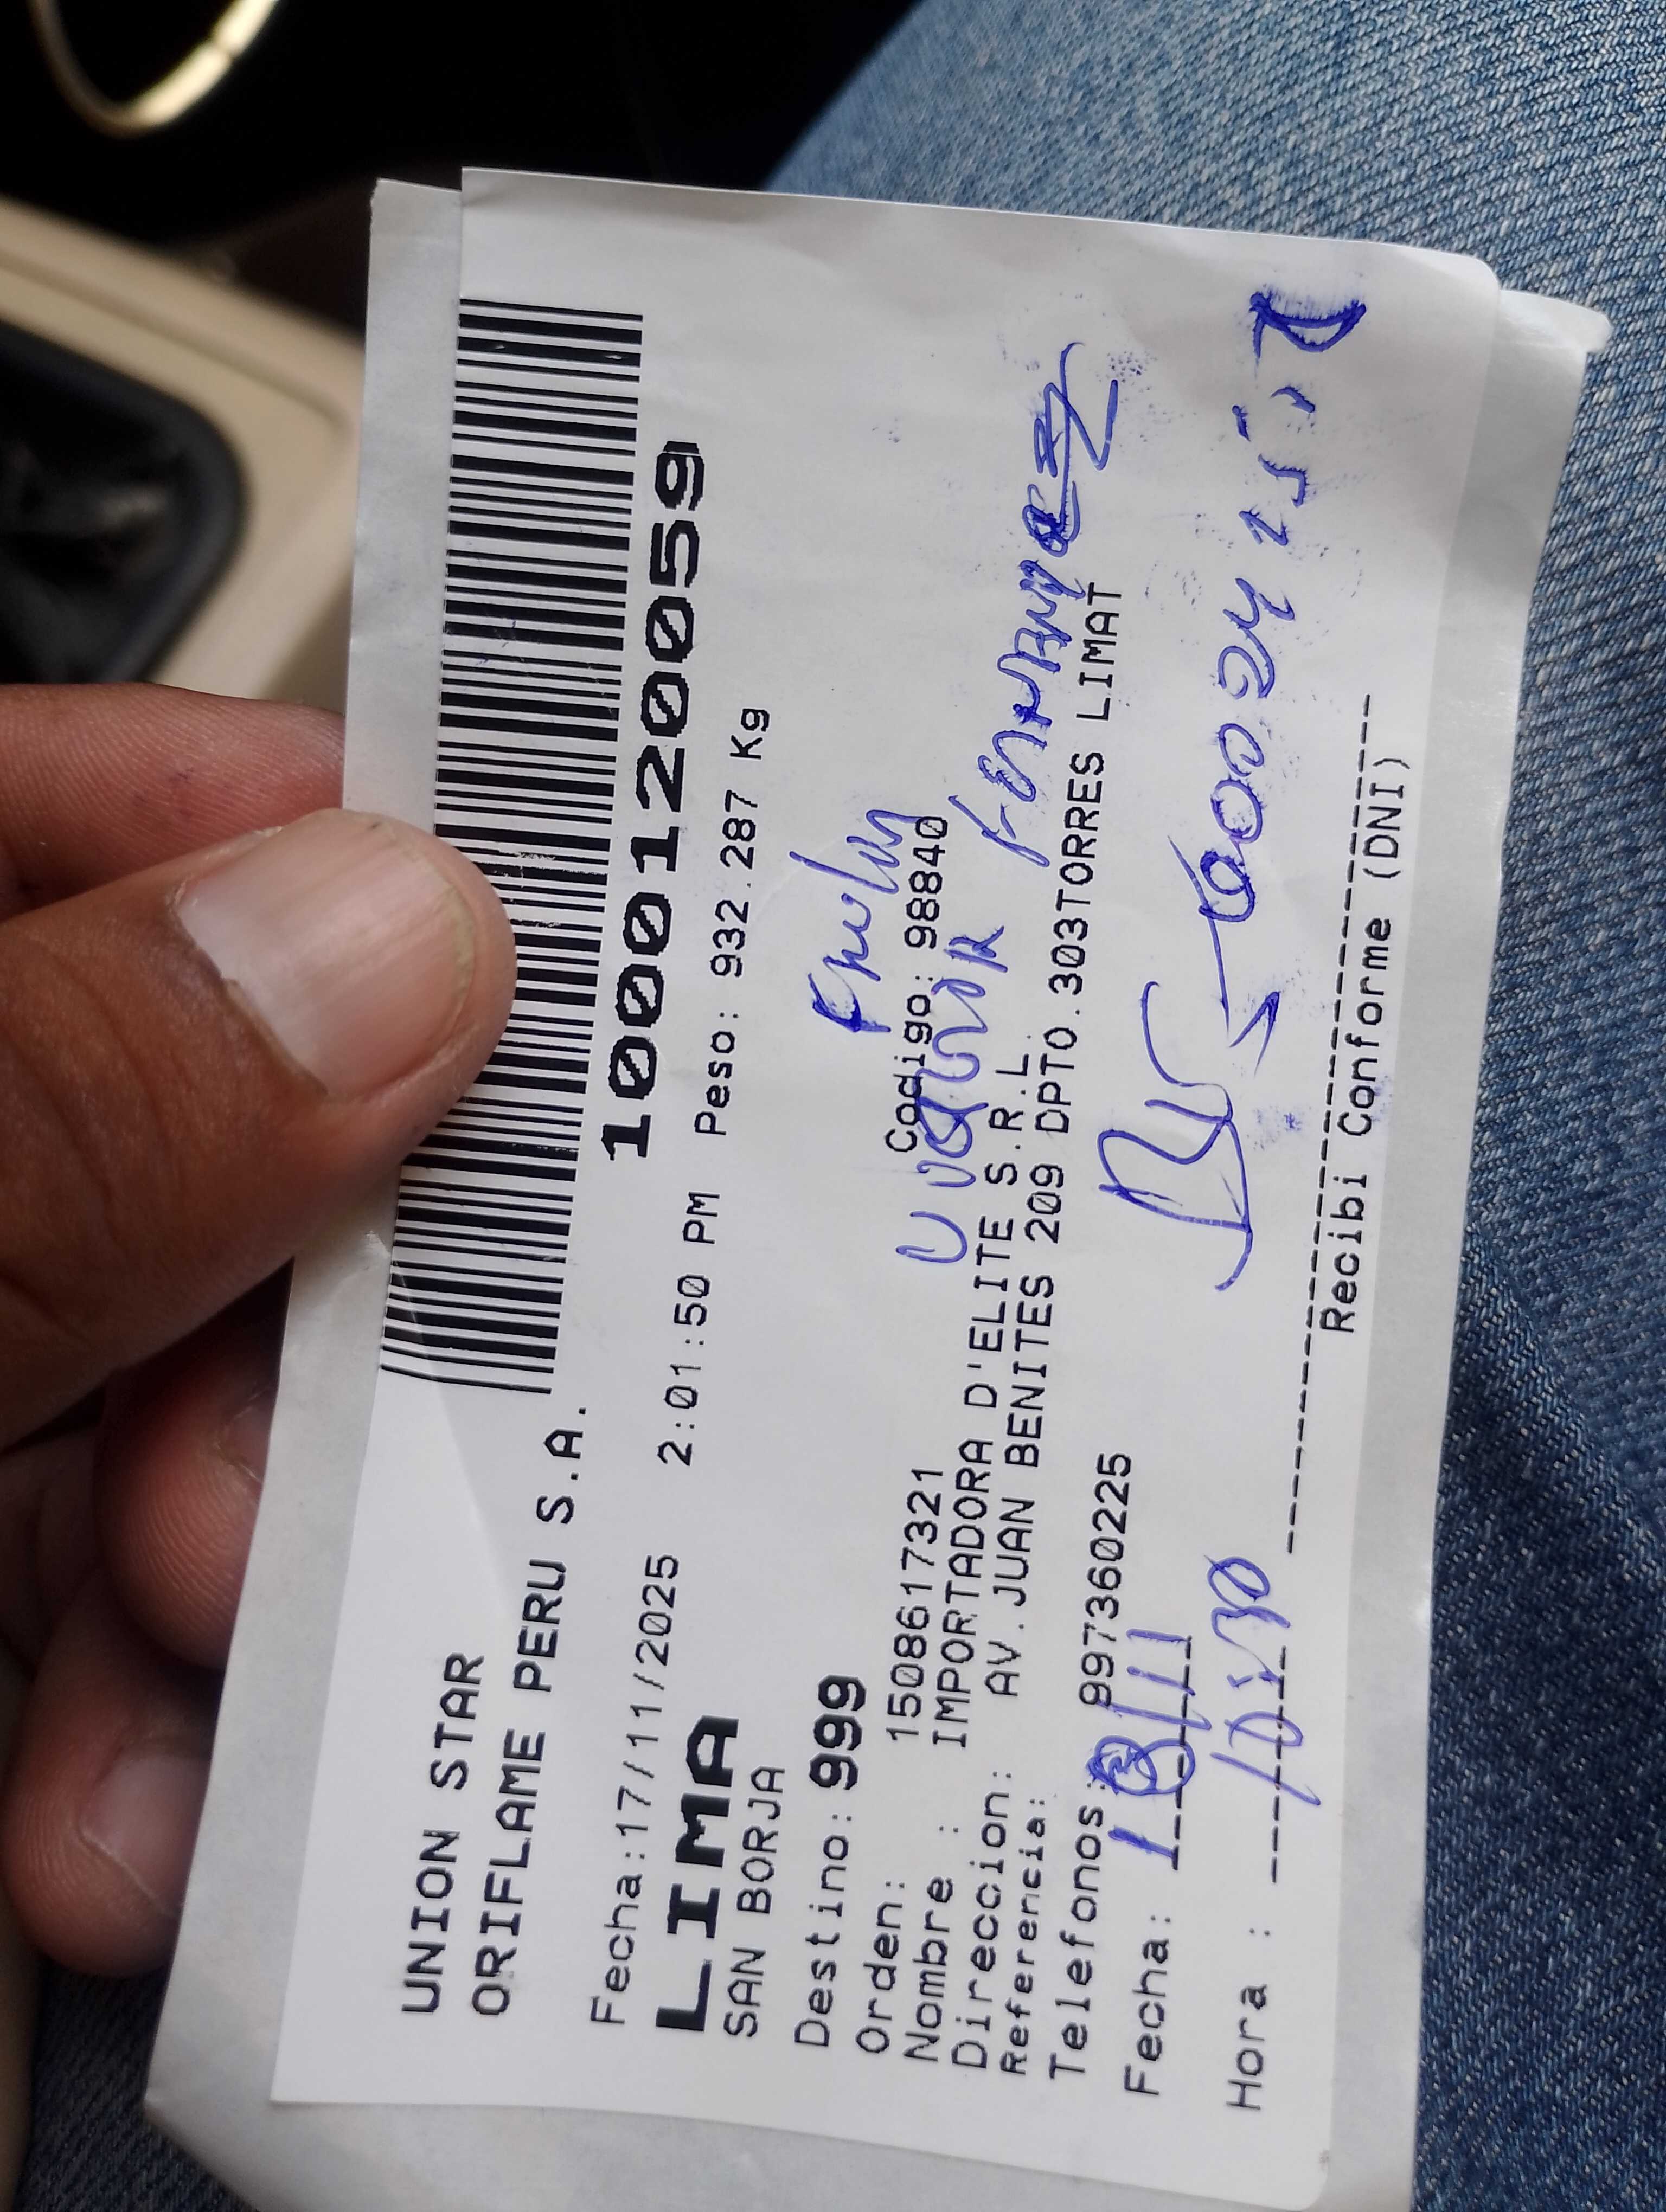 UNION STAR
ORIFLAME PERU S.A.
1000120059
Fecha:17/11/2025 2:01:50 PM Peso: 932.287 Kg
LIMA
SAN BORJA
Destino: 999
Orden: 1508617321 Codigo: 98840
Nombre : IMPORTADORA D'ELITE S.R.L.
Direccion: AV.JUAN BENITES 209 DPTO.303TORRES LIMAT
Referencia:
Telefonos: 997360225
Fecha: 18/11
Hora :
Recibi Conforme (DNI)